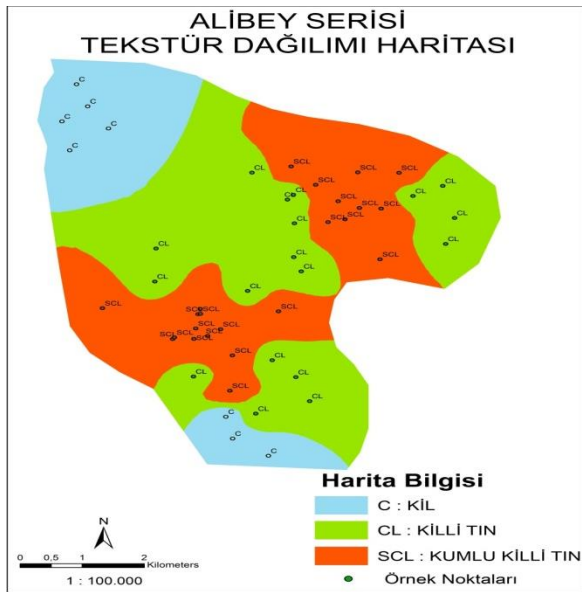 ALİBEY SERİSİ
TEKSTÜR DAĞILIMI HARİTASI
C
C
C
C
C
SCL
SCL
SCL
CL
SCL
CL
CL
CL
CL
SCL
SCL
SCL
SCL
SCL
CL
CL
CL
CL
CL
SCL
CL
CL
CL
CL
SCL
SCL
SCL
SCL
SCL
SCL
SCL
SCL
SCL
SCL
SCL
CL
CL
CL
SCL
CL
CL
C
C
C
Harita Bilgisi
C : KİL
CL : KİLLİ TIN
SCL : KUMLU KİLLİ TIN
Örnek Noktaları
N
0 0,5 1 2
Kilometers
1 : 100.000